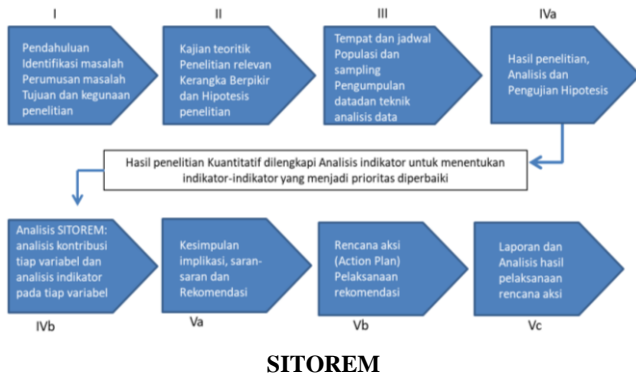 I
II
III
IVa
Pendahuluan
Identifikasi masalah
Perumusan masalah
Tujuan dan kegunaan
penelitian
Kajian teoritik
Penelitian relevan
Kerangka Berpikir
dan Hipotesis
penelitian
Tempat dan jadwal
Populasi dan
sampling
Pengumpulan
datadan teknik
analisis data
Hasil penelitian,
Analisis dan
Pengujian Hipotesis
Hasil penelitian Kuantitatif dilengkapi Analisis indikator untuk menentukan
indikator-indikator yang menjadi prioritas diperbaiki
Analisis SITOREM:
analisis kontribusi
tiap variabel dan
analisis indikator
pada tiap variabel
Kesimpulan
implikasi, saran-
saran dan
Rekomendasi
Rencana aksi
(Action Plan)
Pelaksanaan
rekomendasi
Laporan dan
Analisis hasil
pelaksanaan
rencana aksi
IVb
Va
Vb
Vc
SITOREM